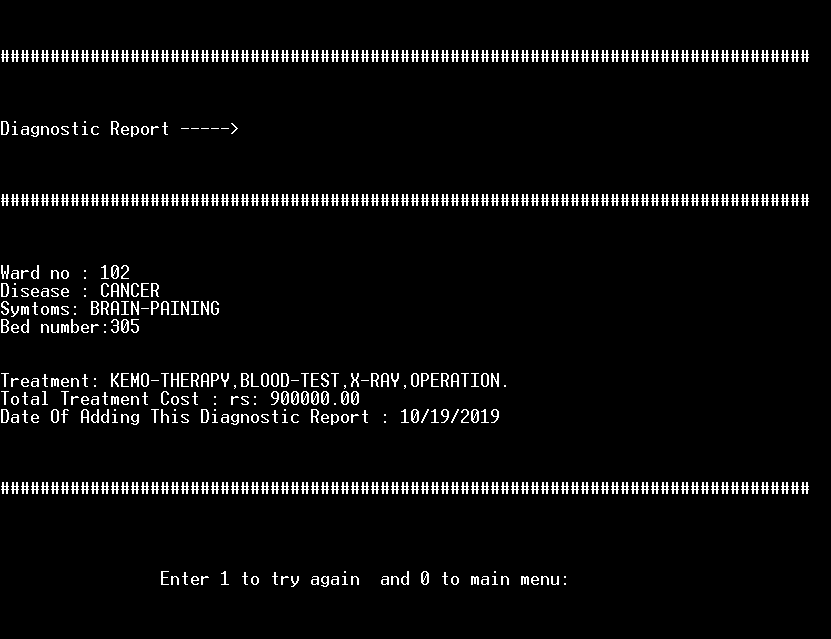 #################################################################################
Diagnostic Report ----->
#################################################################################
Ward no : 102
Disease : CANCER
Symtoms: BRAIN-PAINING
Bed number:305
Treatment: KEMO-THERAPY,BLOOD-TEST,X-RAY,OPERATION.
Total Treatment Cost : rs: 900000.00
Date Of Adding This Diagnostic Report : 10/19/2019
#################################################################################
Enter 1 to try again  and 0 to main menu: